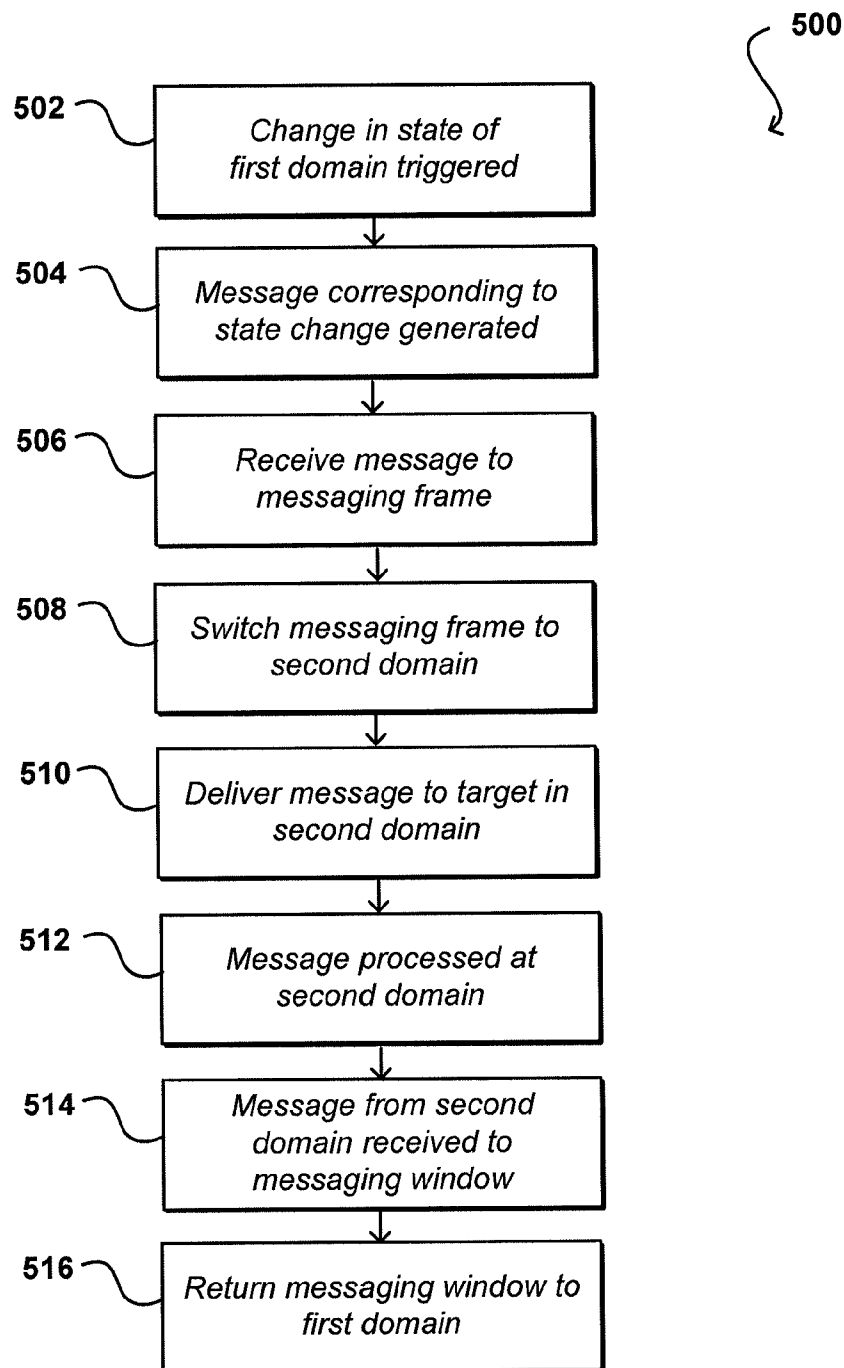 500
502
Change in state of
first domain triggered
504
Message corresponding to
state change generated
506
Receive message to
messaging frame
508
Switch messaging frame to
second domain
510
Deliver message to target in
second domain
512
Message processed at
second domain
514
Message from second
domain received to
messaging window
516
Return messaging window to
first domain